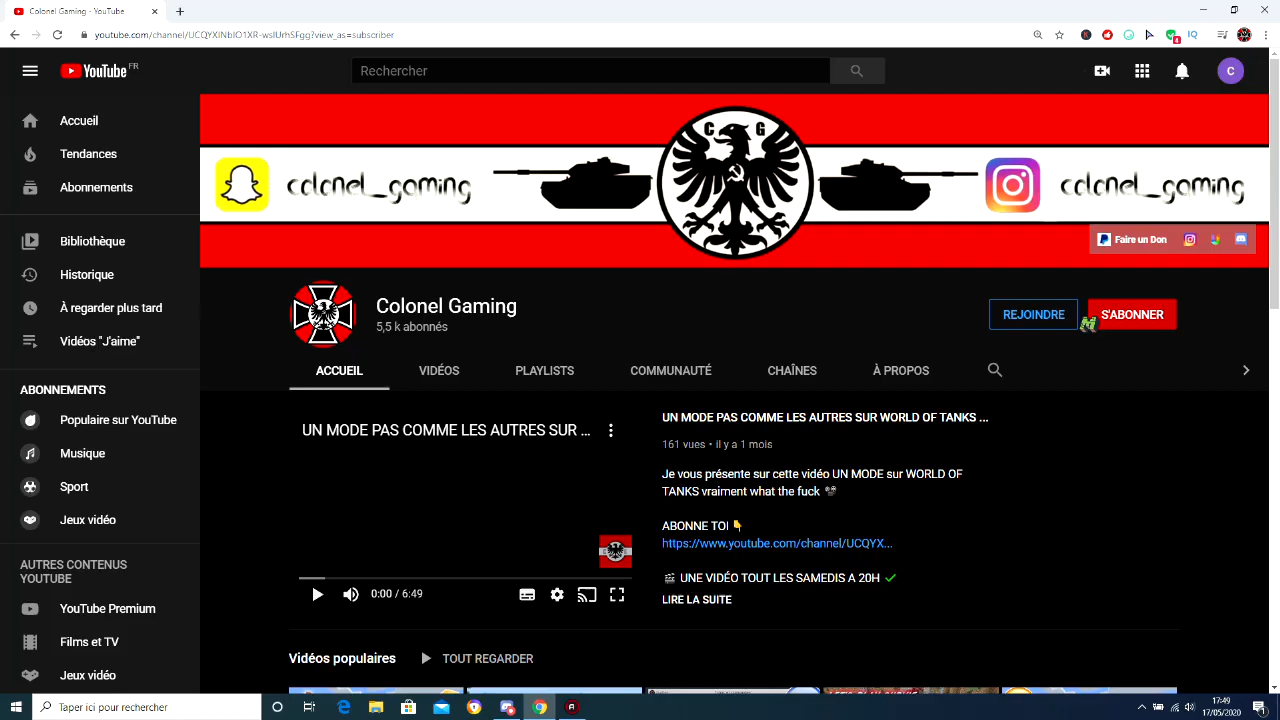 Colonel Gaming - YouTube
youtube.com/channel/UCQYXINbIO1XR-wsIUrhSFgg?view_as=subscriber
YouTube FR
Rechercher
C
Accueil
Tendances
Abonnements
Bibliothèque
Historique
À regarder plus tard
Vidéos "J'aime"
ABONNEMENTS
Populaire sur YouTube
Musique
Sport
Jeux vidéo
AUTRES CONTENUS
YOUTUBE
YouTube Premium
Films et TV
Jeux vidéo
C G
colonel_gaming
colonel_gaming
Faire un Don
Colonel Gaming
5,5 k abonnés
REJOINDRE
S'ABONNER
ACCUEIL VIDÉOS PLAYLISTS COMMUNAUTÉ CHAÎNES À PROPOS
UN MODE PAS COMME LES AUTRES SUR ...
0:00 / 6:49
UN MODE PAS COMME LES AUTRES SUR WORLD OF TANKS ...
161 vues • il y a 1 mois
Je vous présente sur cette vidéo UN MODE sur WORLD OF
TANKS vraiment what the fuck
ABONNE TOI
https://www.youtube.com/channel/UCQYX...
UNE VIDÉO TOUT LES SAMEDIS A 20H
LIRE LA SUITE
Vidéos populaires
TOUT REGARDER
Taper ici pour rechercher
17:49
17/05/2020